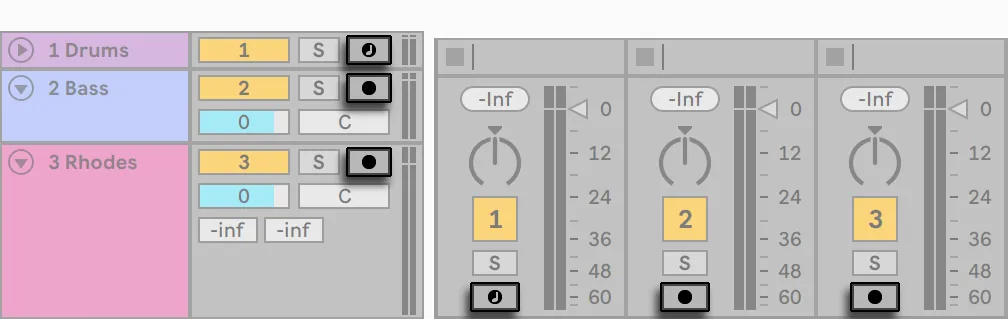 1 Drums 1 S
2 Bass 2 S
0 C
3 Rhodes 3 S
0 C
-inf -inf
-Inf 0 -Inf 0 -Inf 0
12 12 12
24 24 24
1 2 3
36 36 36
S 48 S 48 S 48
60 60 60